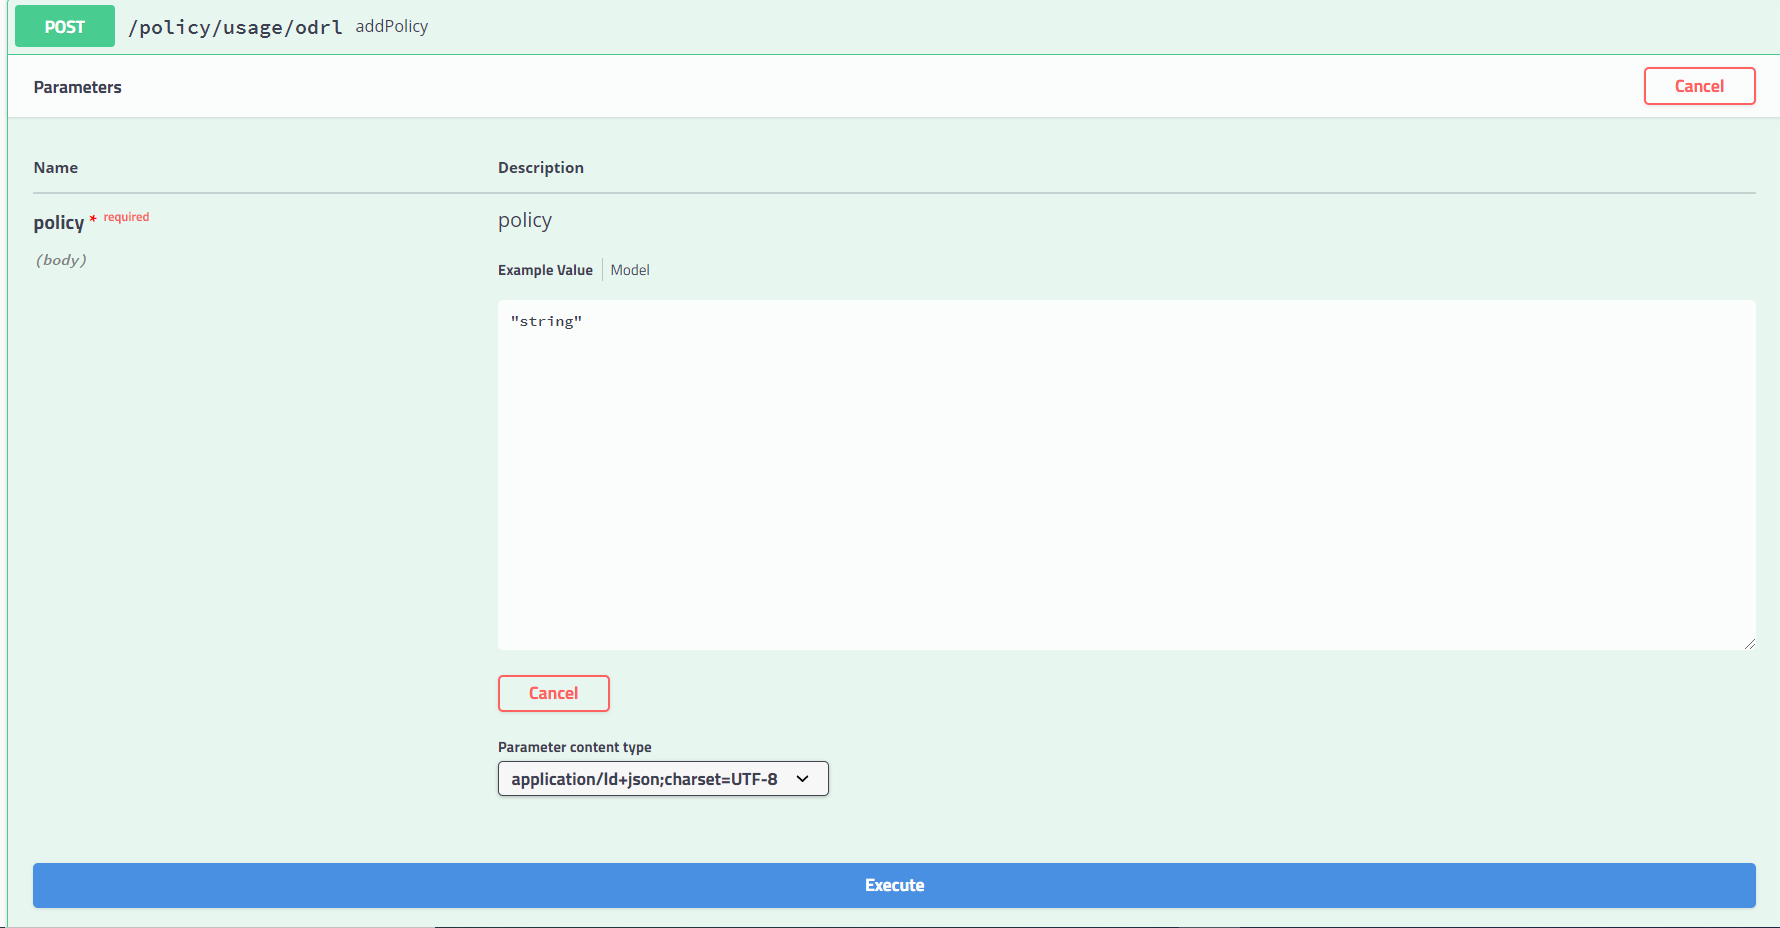 POST /policy/usage/odrl addPolicy
Parameters
Cancel
Name Description
policy * required
(body)
policy
Example Value Model
"string"
Cancel
Parameter content type
application/ld+json;charset=UTF-8
Execute